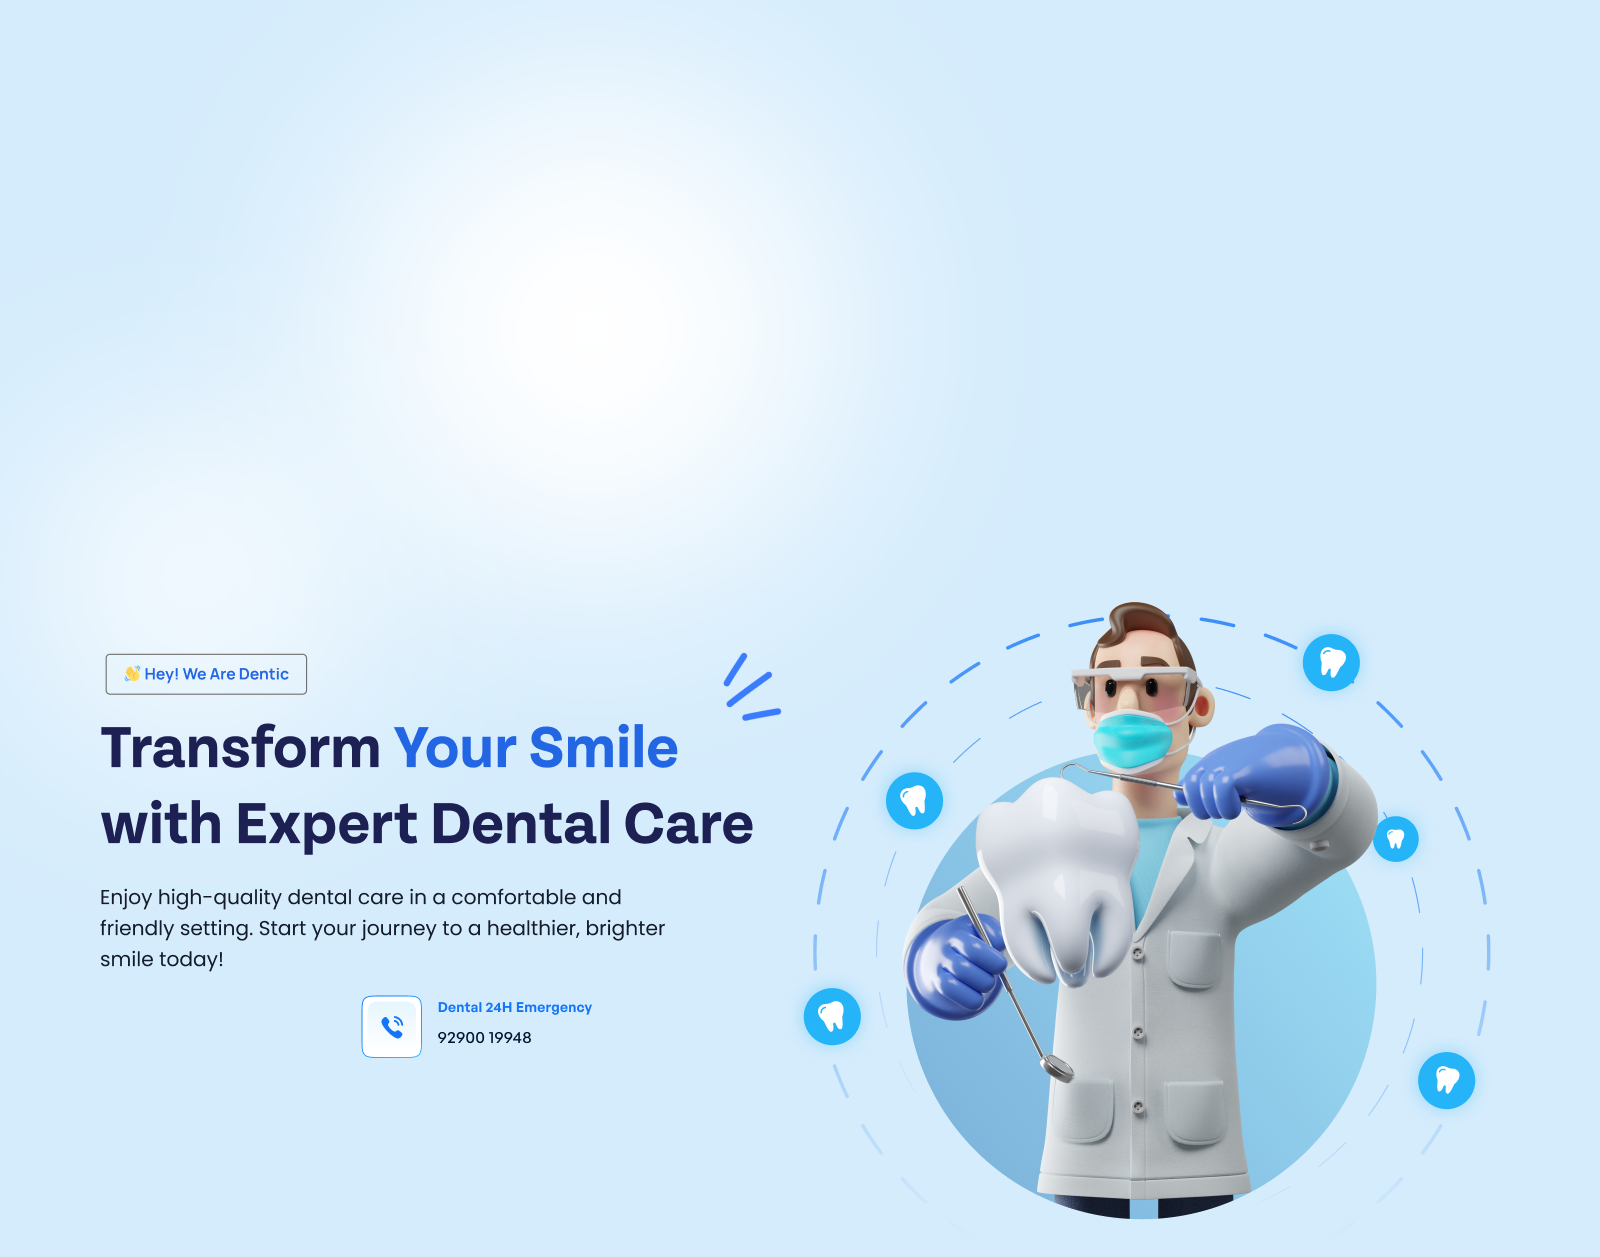 👋 Hey! We Are Dentic
Transform Your Smile
with Expert Dental Care
Enjoy high-quality dental care in a comfortable and
friendly setting. Start your journey to a healthier, brighter
smile today!
Dental 24H Emergency
92900 19948